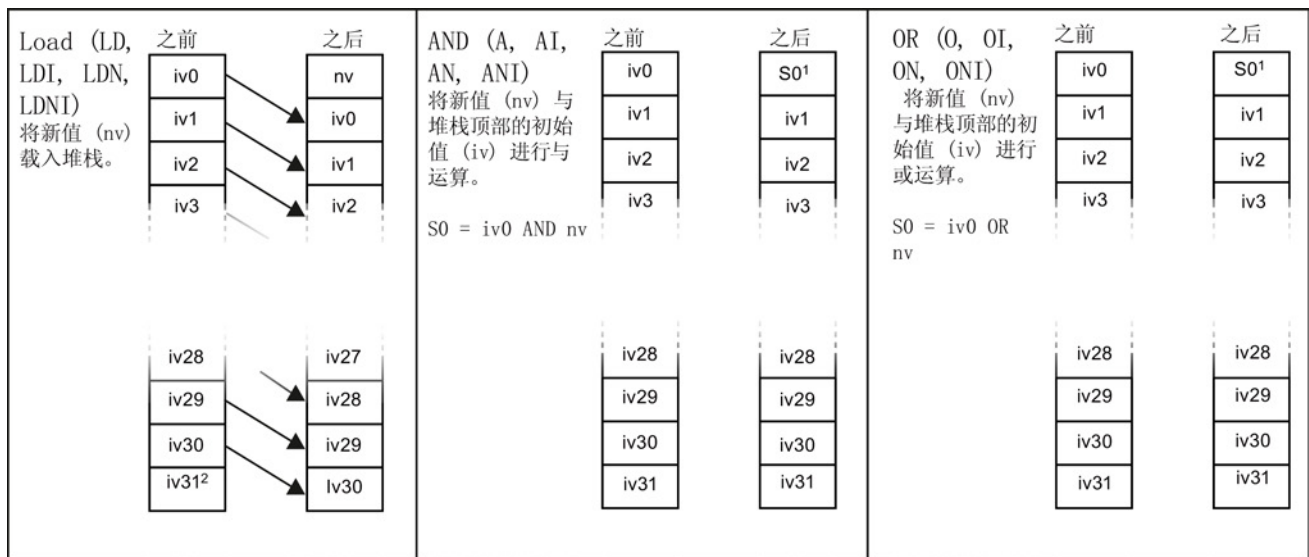 Load (LD,
LDI, LDN,
LDNI)
将新值 (nv)
载入堆栈。
之前
iv0
iv1
iv2
iv3
iv28
iv29
iv30
iv31²
之后
nv
iv0
iv1
iv2
iv27
iv28
iv29
Iv30
AND (A, AI,
AN, ANI)
将新值 (nv) 与
堆栈顶部的初始
值 (iv) 进行与
运算。
S0 = iv0 AND nv
之前
iv0
iv1
iv2
iv3
iv28
iv29
iv30
iv31
之后
S0¹
iv1
iv2
iv3
iv28
iv29
iv30
iv31
OR (O, OI,
ON, ONI)
将新值 (nv)
与堆栈顶部的初
始值 (iv) 进行
或运算。
S0 = iv0 OR
nv
之前
iv0
iv1
iv2
iv3
iv28
iv29
iv30
iv31
之后
S0¹
iv1
iv2
iv3
iv28
iv29
iv30
iv31